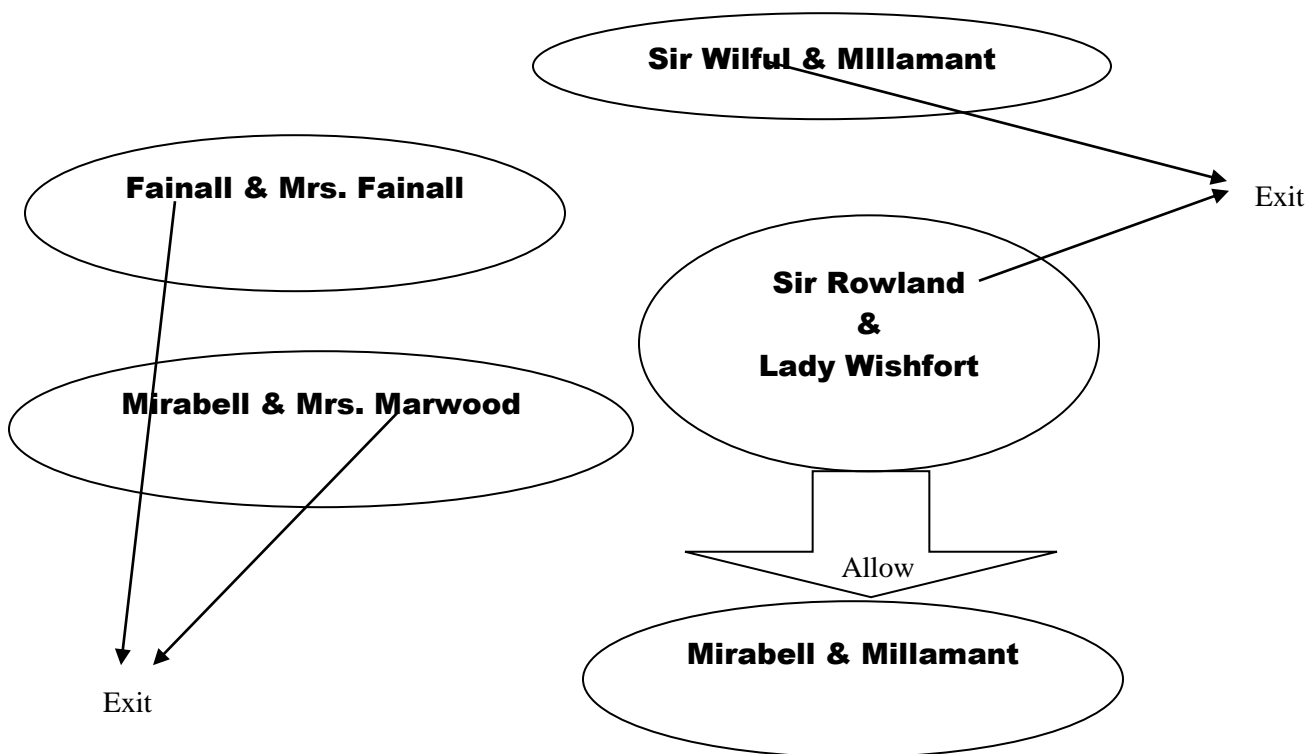 Sir Wilful & MIllamant
Fainall & Mrs. Fainall
Exit
Sir Rowland
&
Lady Wishfort
Mirabell & Mrs. Marwood
Allow
Mirabell & Millamant
Exit